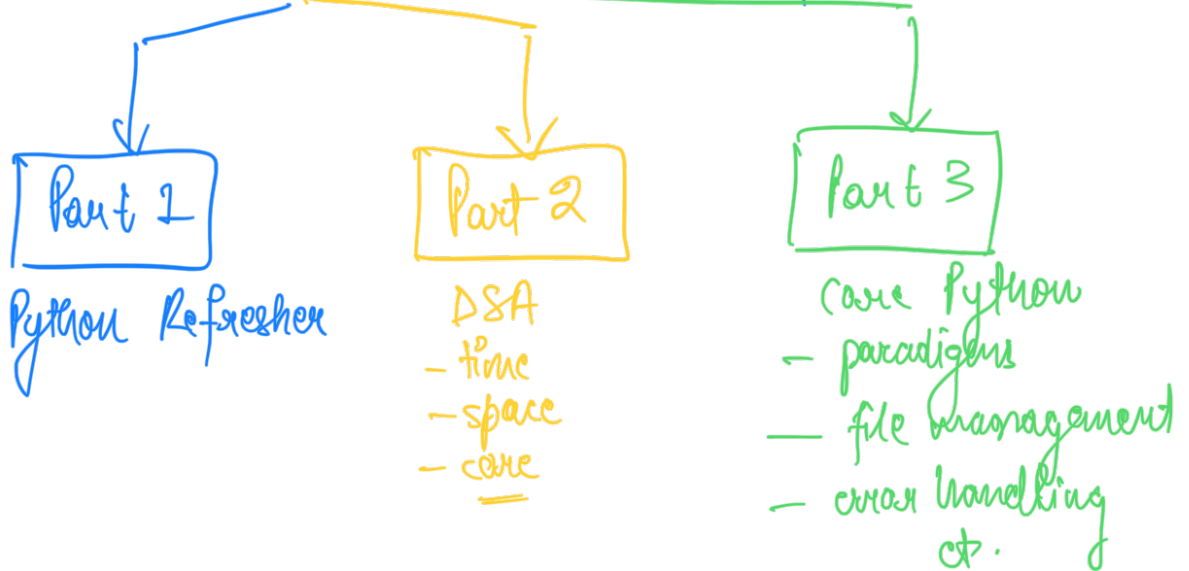 Part 1
Python Refresher
Part 2
DSA
- time
- space
- core
Part 3
Core Python
- paradigms
- file management
- error handling
etc.